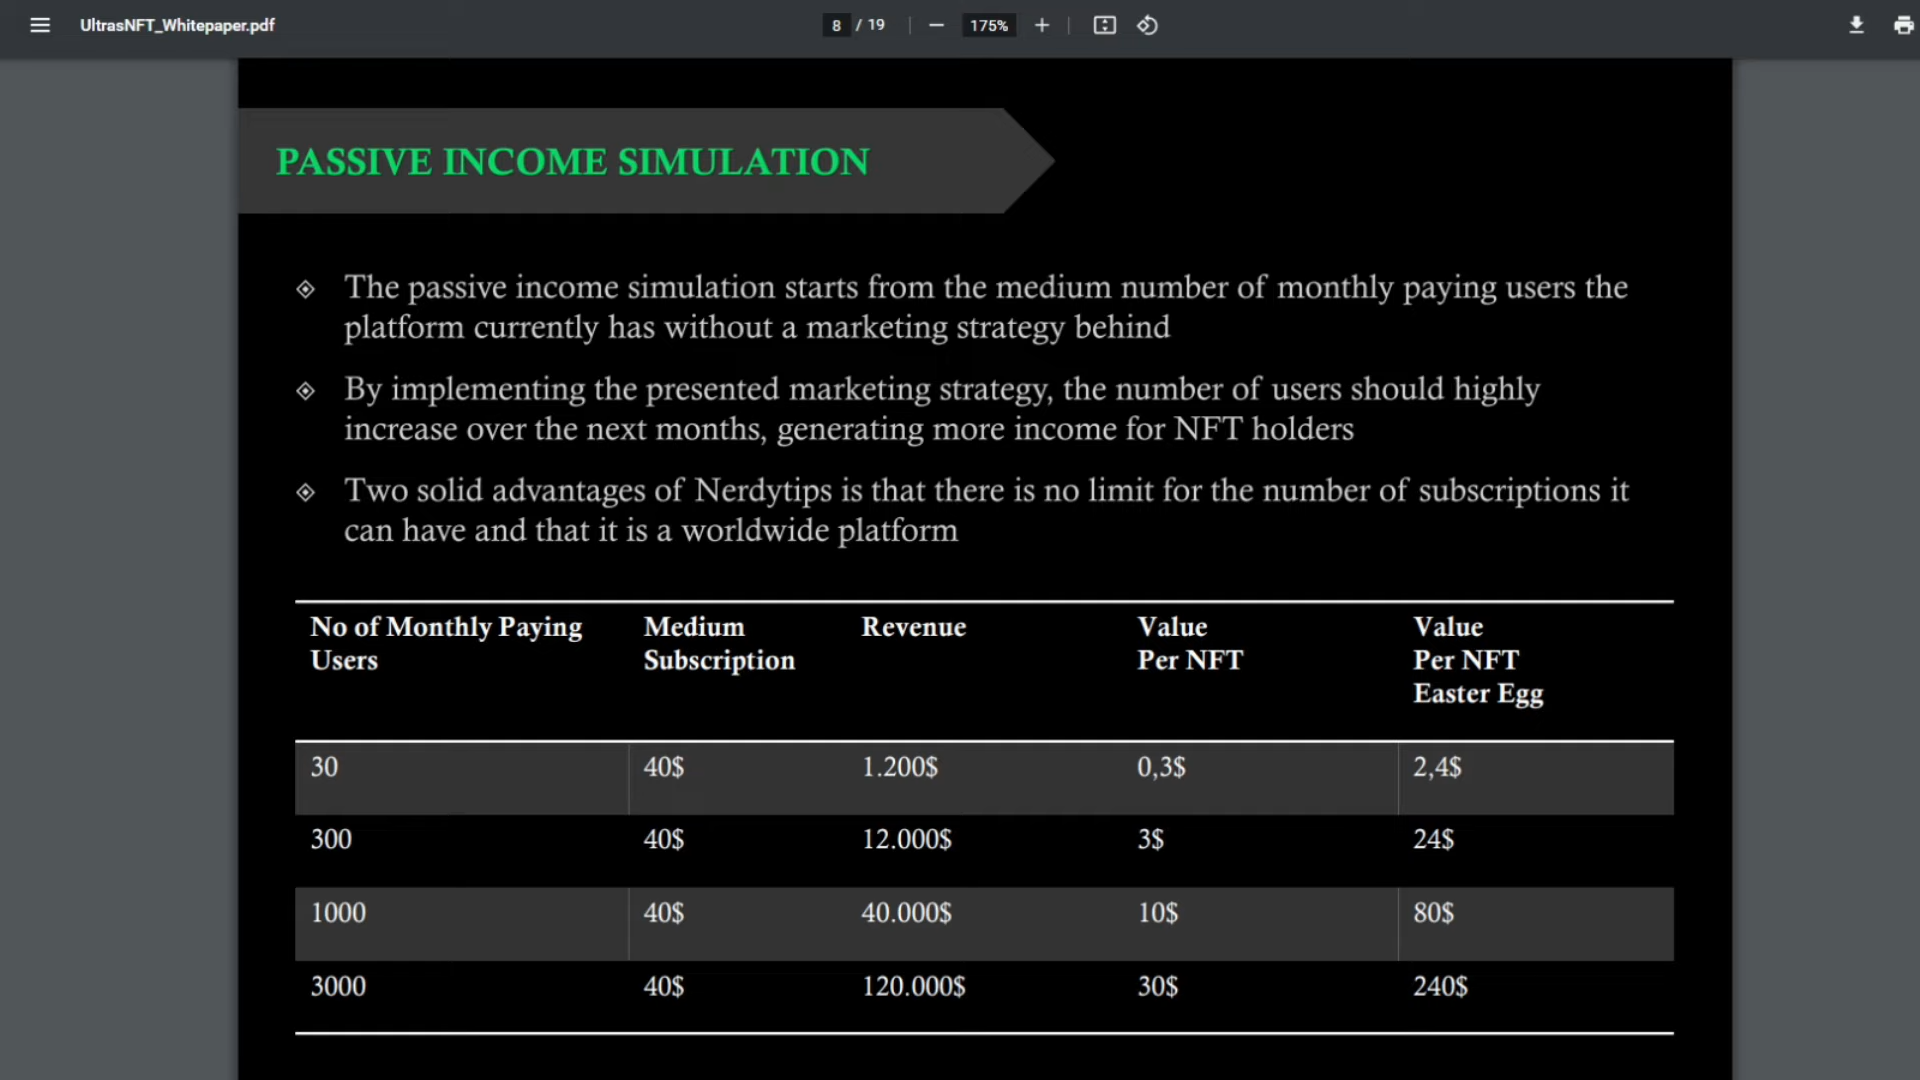 UltrasNFT_Whitepaper.pdf
8 / 19
175%
PASSIVE INCOME SIMULATION
The passive income simulation starts from the medium number of monthly paying users the
platform currently has without a marketing strategy behind
By implementing the presented marketing strategy, the number of users should highly
increase over the next months, generating more income for NFT holders
Two solid advantages of Nerdytips is that there is no limit for the number of subscriptions it
can have and that it is a worldwide platform
No of Monthly Paying Users Medium Subscription Revenue Value Per NFT Value Per NFT Easter Egg
30 40$ 1.200$ 0,3$ 2,4$
300 40$ 12.000$ 3$ 24$
1000 40$ 40.000$ 10$ 80$
3000 40$ 120.000$ 30$ 240$